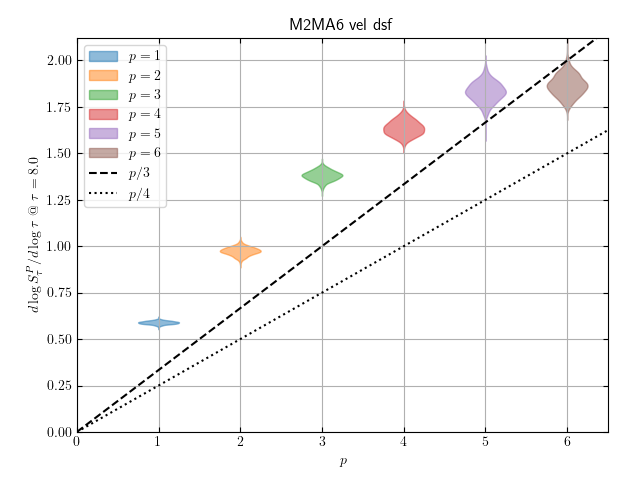 M2MA6 vel dsf
2.00
1.75
1.50
1.25
1.00
0.75
0.50
0.25
0.00
d log S_τ^P / d log τ @ τ = 8.0
p = 1
p = 2
p = 3
p = 4
p = 5
p = 6
p/3
p/4
0 1 2 3 4 5 6
p